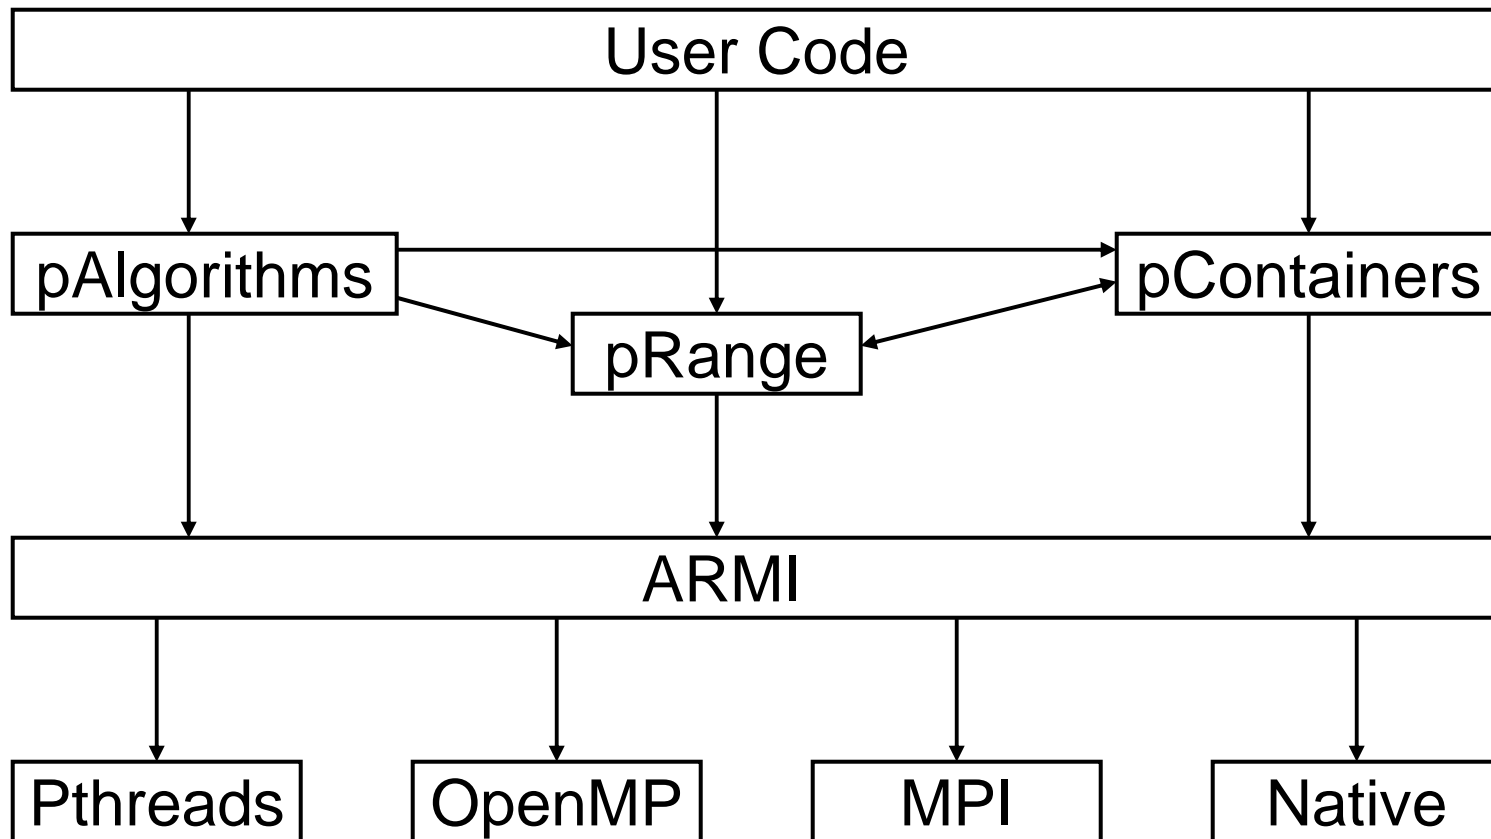 User Code
pAlgorithms
pContainers
pRange
ARMI
Pthreads
OpenMP
MPI
Native